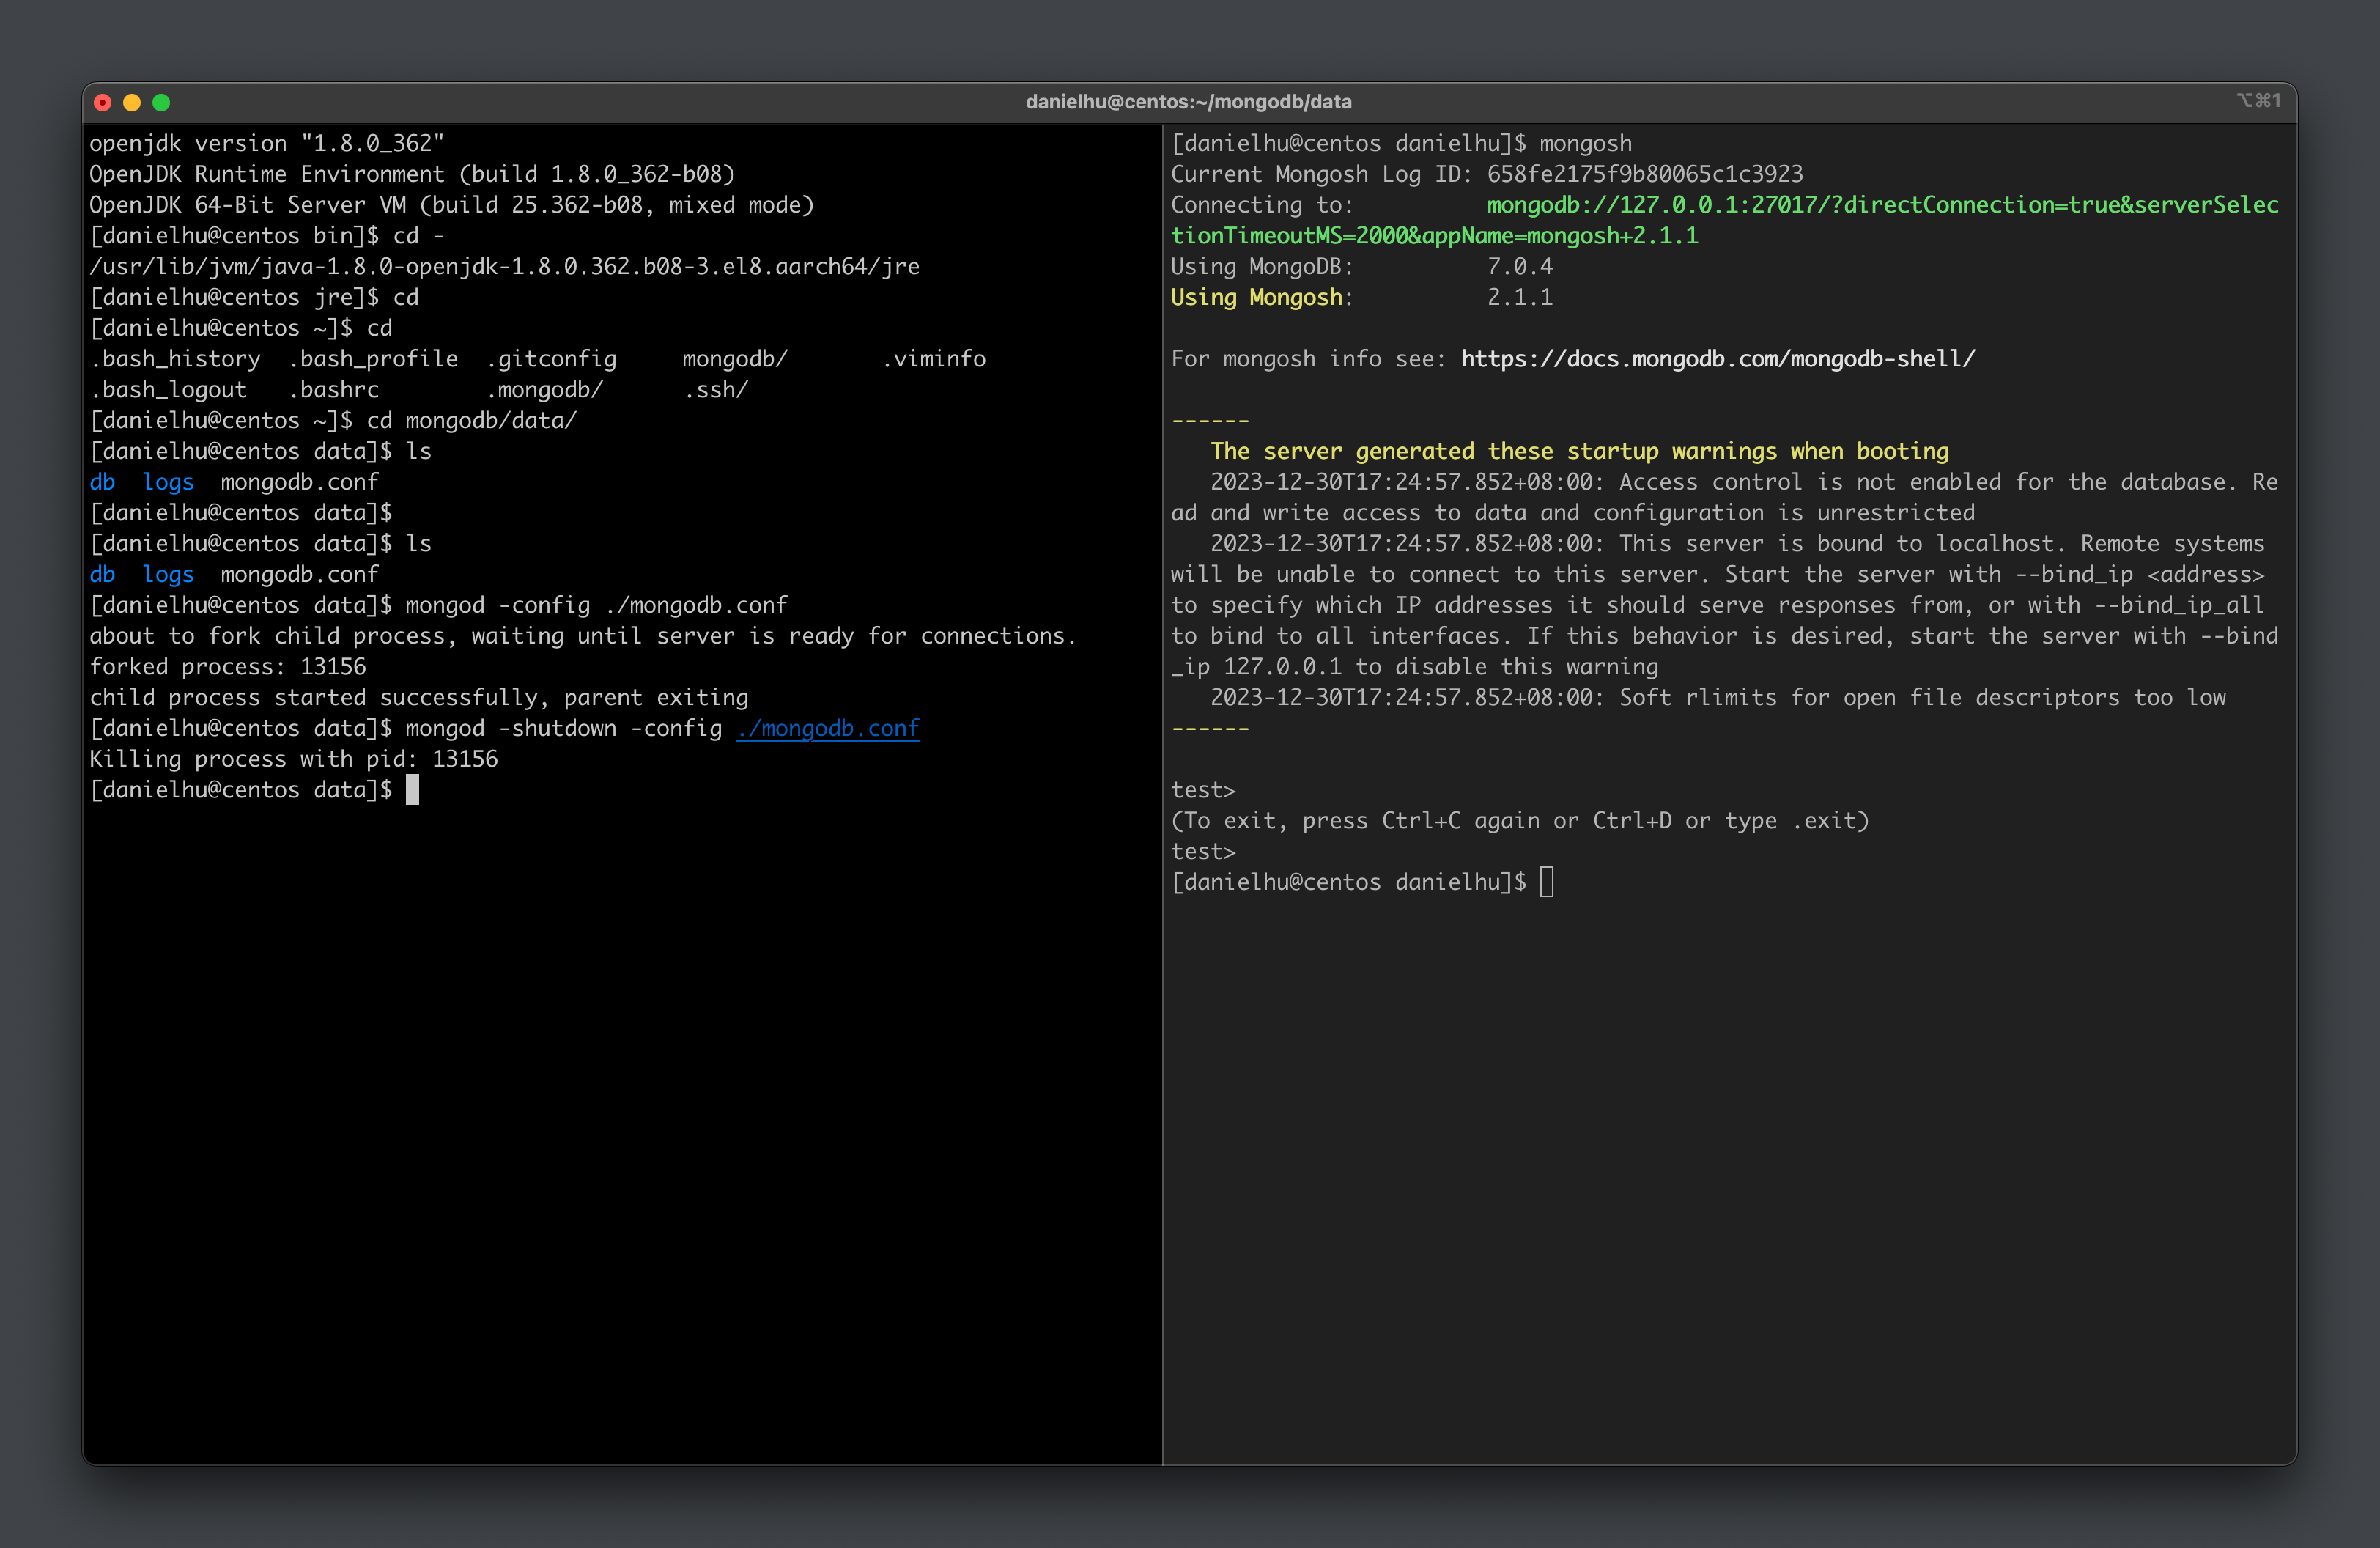 danielhu@centos:~/mongodb/data
⌥⌘1
openjdk version "1.8.0_362"
OpenJDK Runtime Environment (build 1.8.0_362-b08)
OpenJDK 64-Bit Server VM (build 25.362-b08, mixed mode)
[danielhu@centos bin]$ cd -
/usr/lib/jvm/java-1.8.0-openjdk-1.8.0.362.b08-3.el8.aarch64/jre
[danielhu@centos jre]$ cd
[danielhu@centos ~]$ cd
.bash_history  .bash_profile  .gitconfig     mongodb/       .viminfo
.bash_logout   .bashrc        .mongodb/      .ssh/
[danielhu@centos ~]$ cd mongodb/data/
[danielhu@centos data]$ ls
db  logs  mongodb.conf
[danielhu@centos data]$
[danielhu@centos data]$ ls
db  logs  mongodb.conf
[danielhu@centos data]$ mongod -config ./mongodb.conf
about to fork child process, waiting until server is ready for connections.
forked process: 13156
child process started successfully, parent exiting
[danielhu@centos data]$ mongod -shutdown -config ./mongodb.conf
Killing process with pid: 13156
[danielhu@centos data]$
[danielhu@centos danielhu]$ mongosh
Current Mongosh Log ID: 658fe2175f9b80065c1c3923
Connecting to:          mongodb://127.0.0.1:27017/?directConnection=true&serverSelec
tionTimeoutMS=2000&appName=mongosh+2.1.1
Using MongoDB:          7.0.4
Using Mongosh:          2.1.1
For mongosh info see: https://docs.mongodb.com/mongodb-shell/
------
The server generated these startup warnings when booting
2023-12-30T17:24:57.852+08:00: Access control is not enabled for the database. Re
ad and write access to data and configuration is unrestricted
2023-12-30T17:24:57.852+08:00: This server is bound to localhost. Remote systems
will be unable to connect to this server. Start the server with --bind_ip <address>
to specify which IP addresses it should serve responses from, or with --bind_ip_all
to bind to all interfaces. If this behavior is desired, start the server with --bind
_ip 127.0.0.1 to disable this warning
2023-12-30T17:24:57.852+08:00: Soft rlimits for open file descriptors too low
------
test>
(To exit, press Ctrl+C again or Ctrl+D or type .exit)
test>
[danielhu@centos danielhu]$